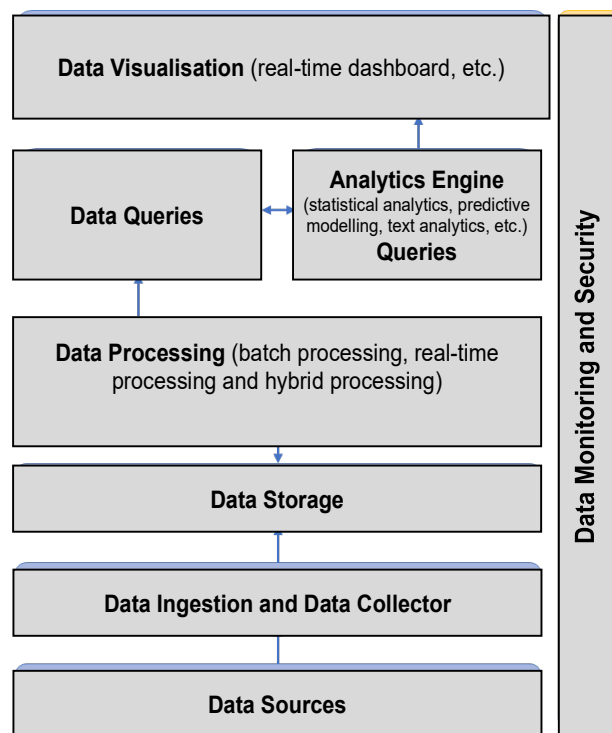 Data Visualisation (real-time dashboard, etc.)
Data Queries
Analytics Engine
(statistical analytics, predictive
modelling, text analytics, etc.)
Queries
Data Processing (batch processing, real-time
processing and hybrid processing)
Data Storage
Data Ingestion and Data Collector
Data Sources
Data Monitoring and Security